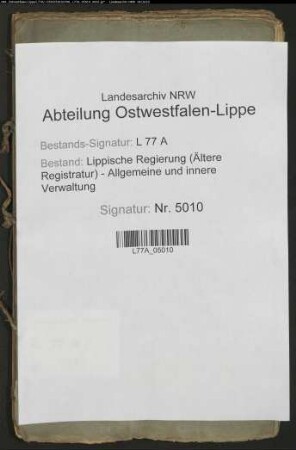 Landesarchiv NRW
Abteilung Ostwestfalen-Lippe
Bestands-Signatur: L 77 A
Bestand: Lippische Regierung (Ältere
Registratur) - Allgemeine und innere
Verwaltung
Signatur: Nr. 5010
L77A_05010